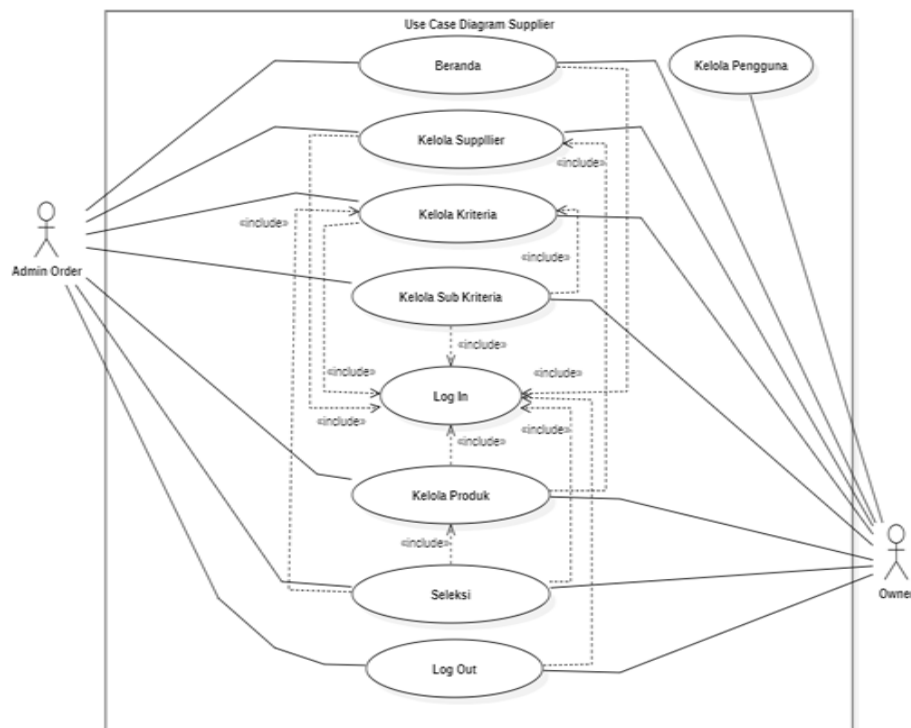 Use Case Diagram Supplier
Beranda
Kelola Pengguna
Kelola Suppllier
«include»
Kelola Kriteria
«include»
«include»
Admin Order
Kelola Sub Kriteria
«include»
«include»
«include»
Log In
«include»
«include»
«include»
Kelola Produk
«include»
Seleksi
Owner
Log Out